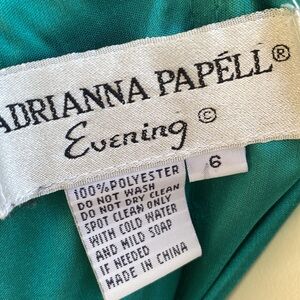 ADRIANNA PAPÉLL®
Evening ©
6
100% POLYESTER
DO NOT WASH
DO NOT DRY CLEAN
SPOT CLEAN ONLY
WITH COLD WATER
AND MILD SOAP
IF NEEDED
MADE IN CHINA